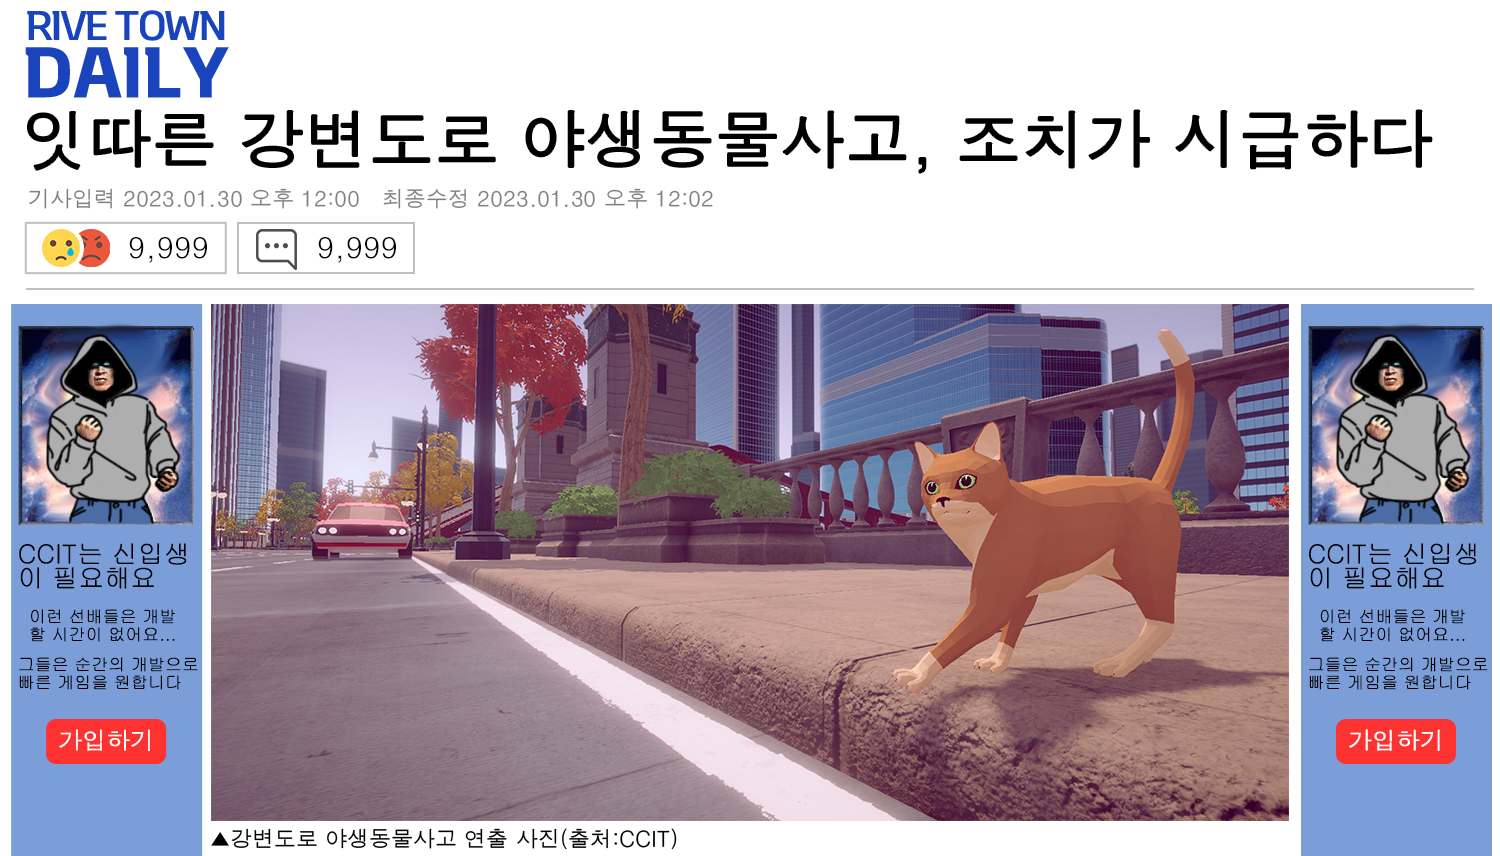 RIVE TOWN
DAILY
잇따른 강변도로 야생동물사고, 조치가 시급하다
기사입력 2023.01.30 오후 12:00 최종수정 2023.01.30 오후 12:02
9,999 9,999
CCIT는 신입생
이 필요해요
이런 선배들은 개발
할 시간이 없어요...
그들은 순간의 개발으로
빠른 게임을 원합니다
가입하기
▲강변도로 야생동물사고 연출 사진(출처:CCIT)
CCIT는 신입생
이 필요해요
이런 선배들은 개발
할 시간이 없어요...
그들은 순간의 개발으로
빠른 게임을 원합니다
가입하기